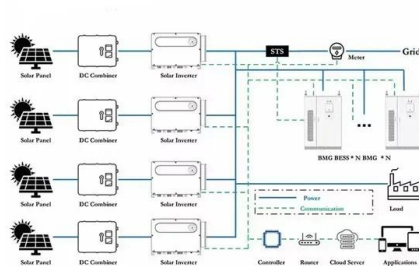 STS
Grid
Meter
Solar Panel
DC Combiner
Solar Inverter
Solar Panel
DC Combiner
Solar Inverter
BMG BESS * N BMG * N
Solar Panel
DC Combiner
Solar Inverter
Power
Communication
Load
Solar Panel
DC Combiner
Solar Inverter
Controller
Router
Cloud Server
Applications